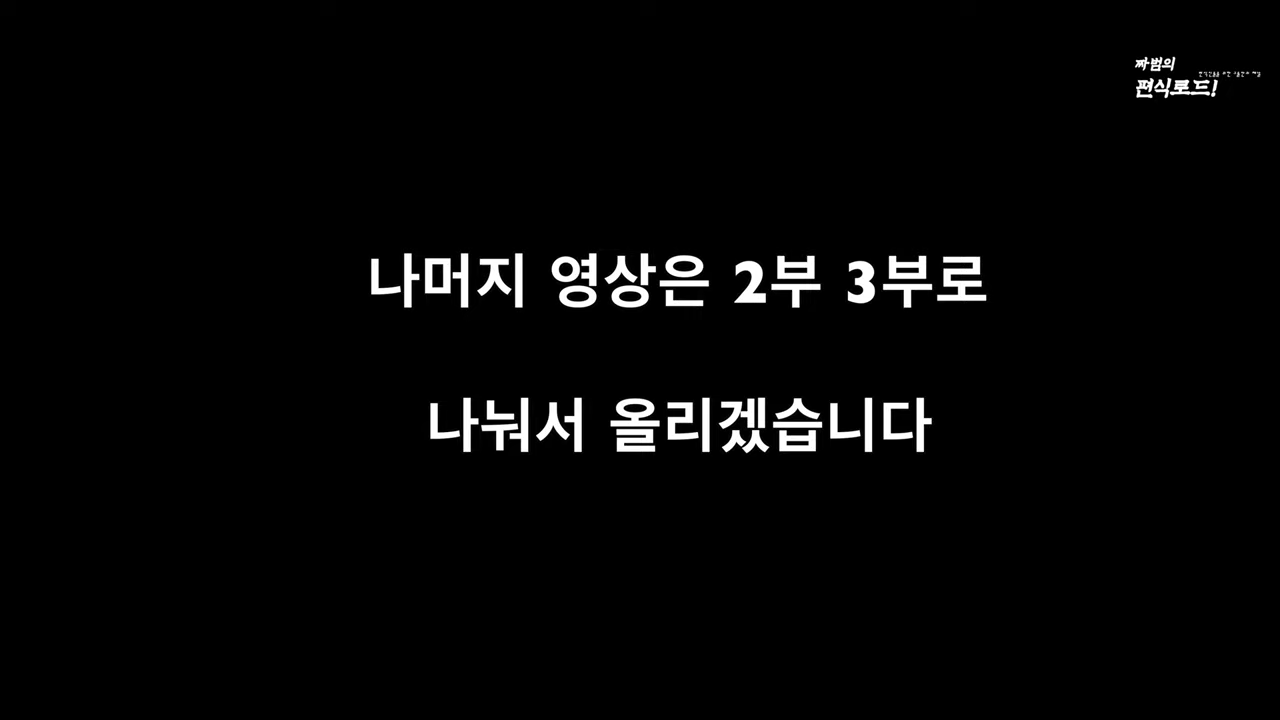 짜범의
편식로드!
나머지 영상은 2부 3부로
나눠서 올리겠습니다